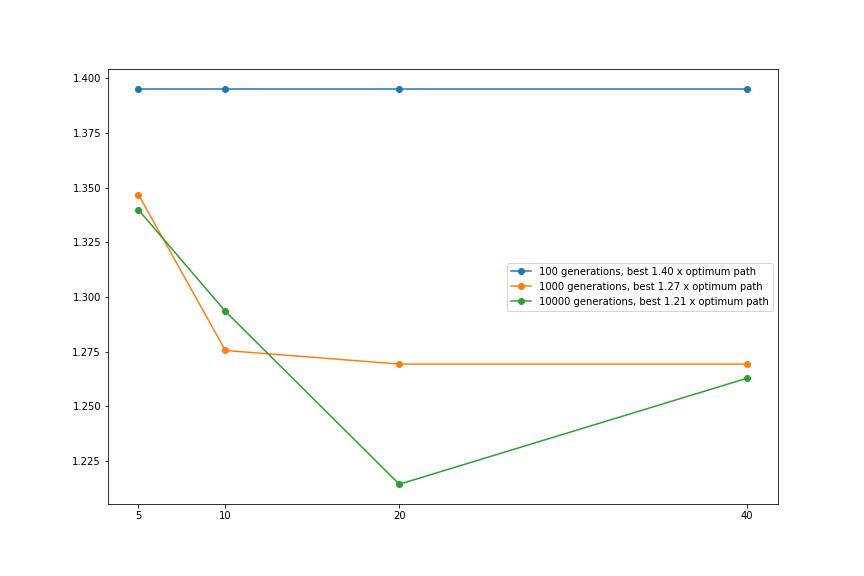 1.400
1.375
1.350
1.325
1.300
1.275
1.250
1.225
100 generations, best 1.40 x optimum path
1000 generations, best 1.27 x optimum path
10000 generations, best 1.21 x optimum path
5 10 20 40